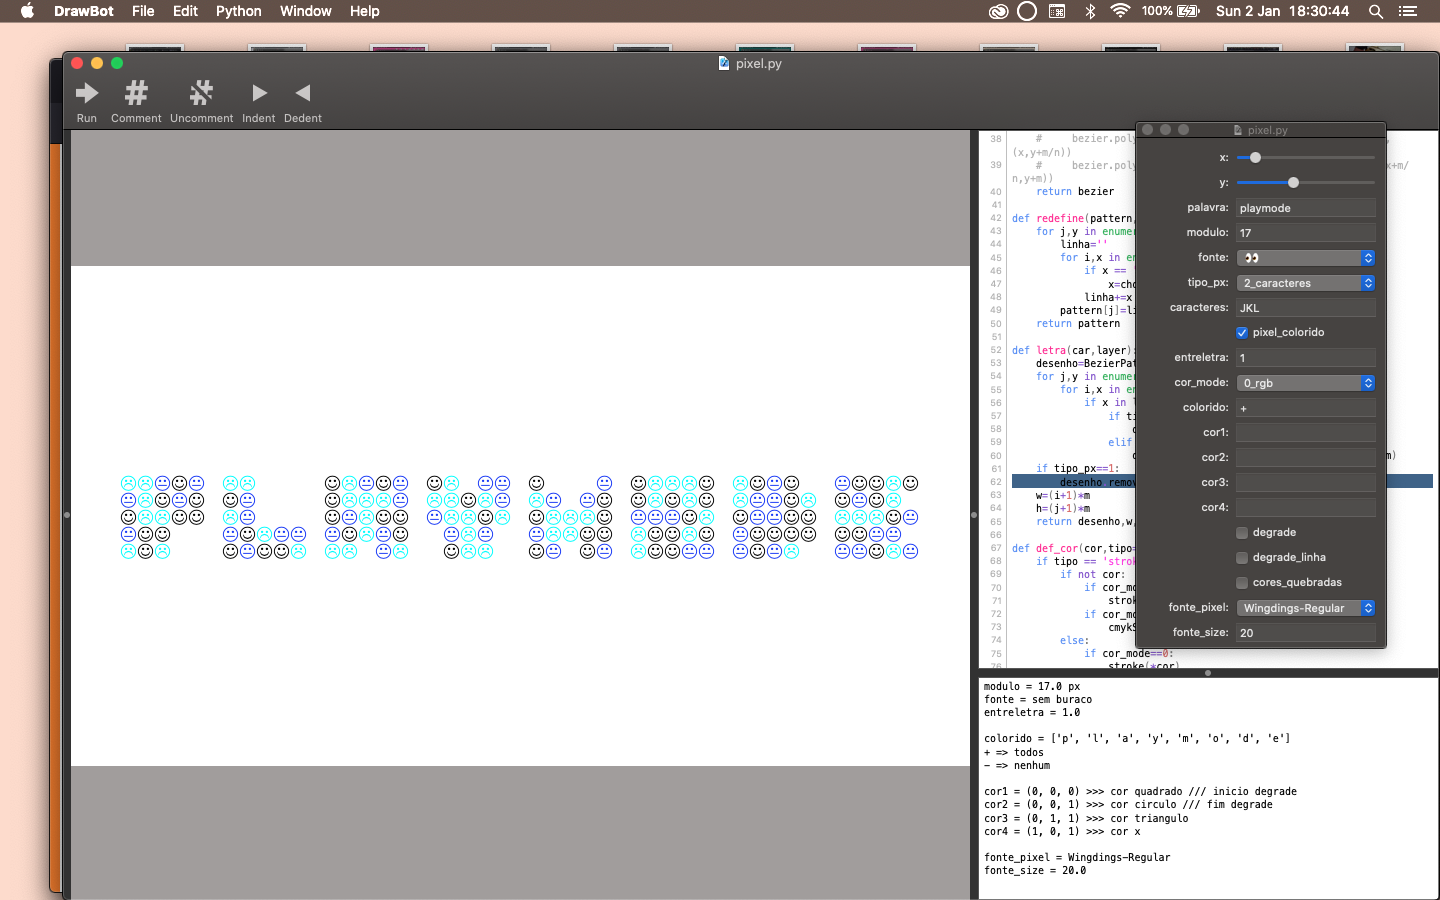 DrawBot File Edit Python Window Help
100% Sun 2 Jan 18:30:44
pixel.py
Run Comment Uncomment Indent Dedent
38 # bezier.poly
(x,y+m/n))
39 # bezier.poly x+m/
n,y+m))
40 return bezier
41
42 def redefine(pattern,
43 for j,y in enumer
44 linha=''
45 for i,x in en
46 if x == '
47 x=cho
48 linha+=x
49 pattern[j]=li
50 return pattern
51
52 def letra(car,layer):
53 desenho=BezierPat
54 for j,y in enumer
55 for i,x in en
56 if x in l
57 if ti
58 d
59 elif
60 d m)
61 if tipo_px==1:
62 desenho remov
63 w=(i+1)*m
64 h=(j+1)*m
65 return desenho,w,
66
67 def def_cor(cor,tipo=
68 if tipo == 'strok
69 if not cor:
70 if cor_mo
71 strok
72 if cor_mo
73 cmykS
74 else:
75 if cor_mode==0:
76 stroke(*cor)
pixel.py
x:
y:
palavra: playmode
modulo: 17
fonte: 👀
tipo_px: 2_caracteres
caracteres: JKL
pixel_colorido
entreletra: 1
cor_mode: 0_rgb
colorido: +
cor1:
cor2:
cor3:
cor4:
degrade
degrade_linha
cores_quebradas
fonte_pixel: Wingdings-Regular
fonte_size: 20
PLAYMODE
modulo = 17.0 px
fonte = sem buraco
entreletra = 1.0
colorido = ['p', 'l', 'a', 'y', 'm', 'o', 'd', 'e']
+ => todos
− => nenhum
cor1 = (0, 0, 0) >>> cor quadrado /// inicio degrade
cor2 = (0, 0, 1) >>> cor circulo /// fim degrade
cor3 = (0, 1, 1) >>> cor triangulo
cor4 = (1, 0, 1) >>> cor x
fonte_pixel = Wingdings-Regular
fonte_size = 20.0